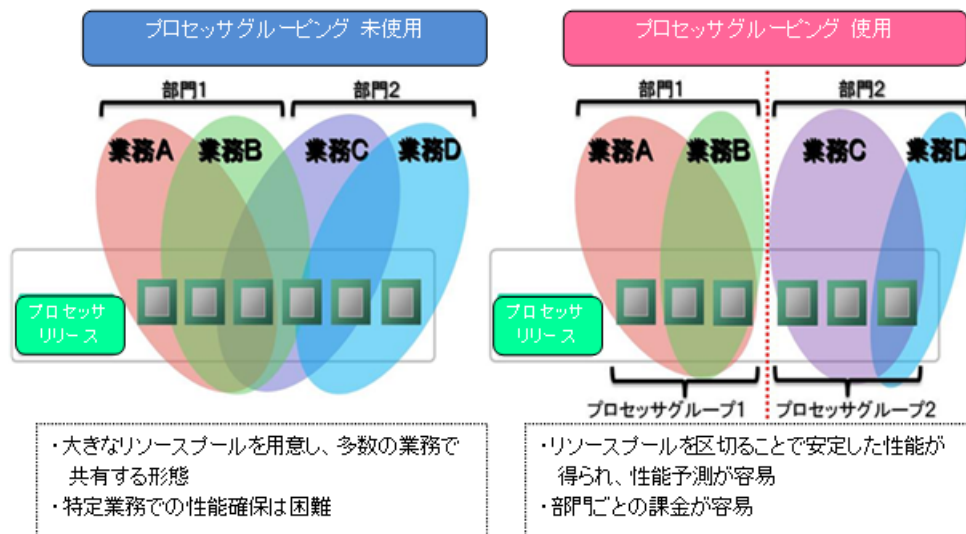 プロセッサグルーピング 未使用
部門1
部門2
業務A
業務B
業務C
業務D
プロセッサ
リリース
・大きなリソースプールを用意し、多数の業務で
共有する形態
・特定業務での性能確保は困難
プロセッサグルーピング 使用
部門1
部門2
業務A
業務B
業務C
業務D
プロセッサ
リリース
プロセッサグループ1
プロセッサグループ2
・リソースプールを区切ることで安定した性能が
得られ、性能予測が容易
・部門ごとの課金が容易